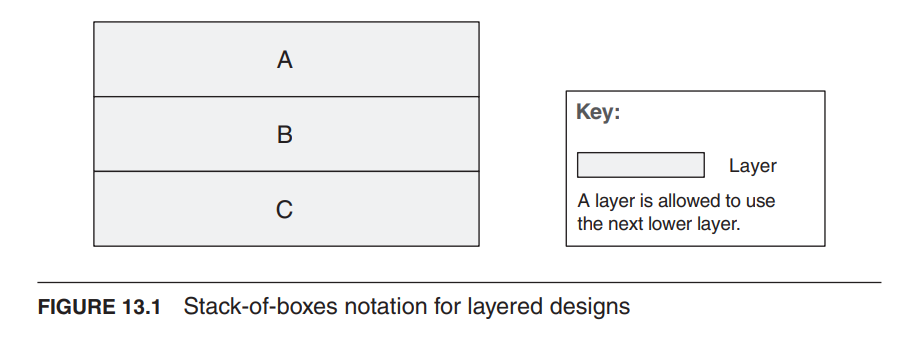 A
B
C
Key:
Layer
A layer is allowed to use
the next lower layer.
FIGURE 13.1 Stack-of-boxes notation for layered designs